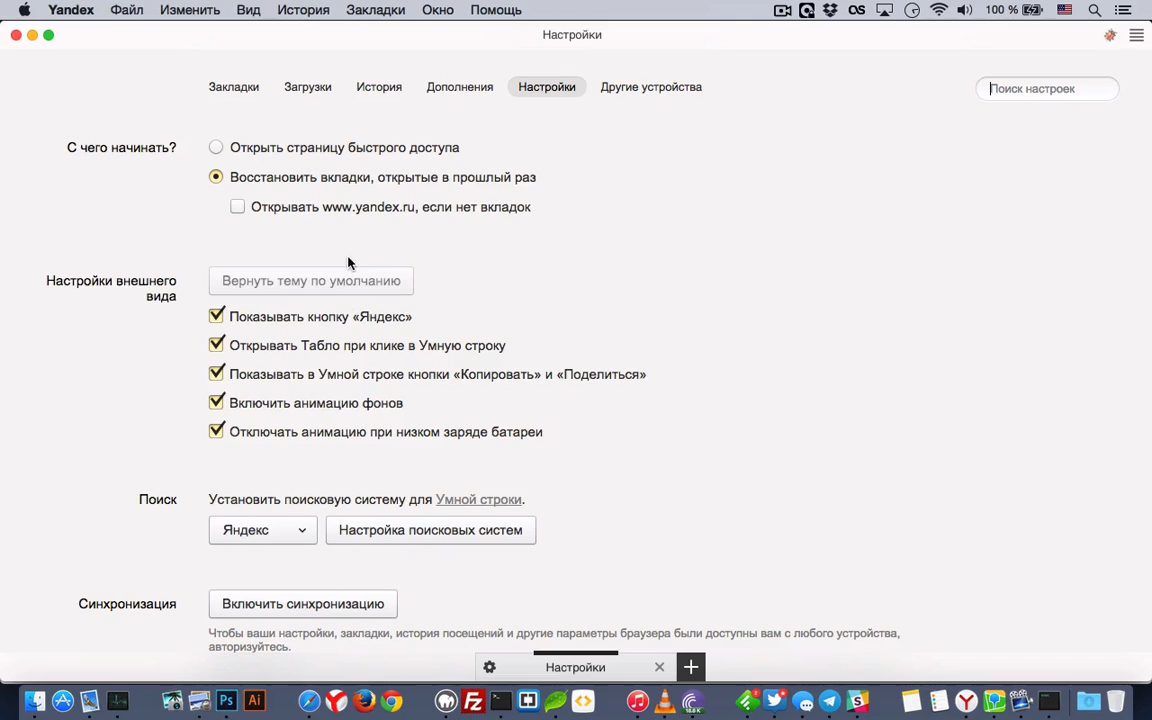 Yandex Файл Изменить Вид История Закладки Окно Помощь
100 %
Настройки
Закладки Загрузки История Дополнения Настройки Другие устройства
Поиск настроек
С чего начинать?
Открыть страницу быстрого доступа
Восстановить вкладки, открытые в прошлый раз
Открывать www.yandex.ru, если нет вкладок
Настройки внешнего
вида
Вернуть тему по умолчанию
Показывать кнопку «Яндекс»
Открывать Табло при клике в Умную строку
Показывать в Умной строке кнопки «Копировать» и «Поделиться»
Включить анимацию фонов
Отключать анимацию при низком заряде батареи
Поиск
Установить поисковую систему для Умной строки.
Яндекс
Настройка поисковых систем
Синхронизация
Включить синхронизацию
Чтобы ваши настройки, закладки, история посещений и другие параметры браузера были доступны вам с любого устройства,
авторизуйтесь.
Настройки
Ps Ai Fz